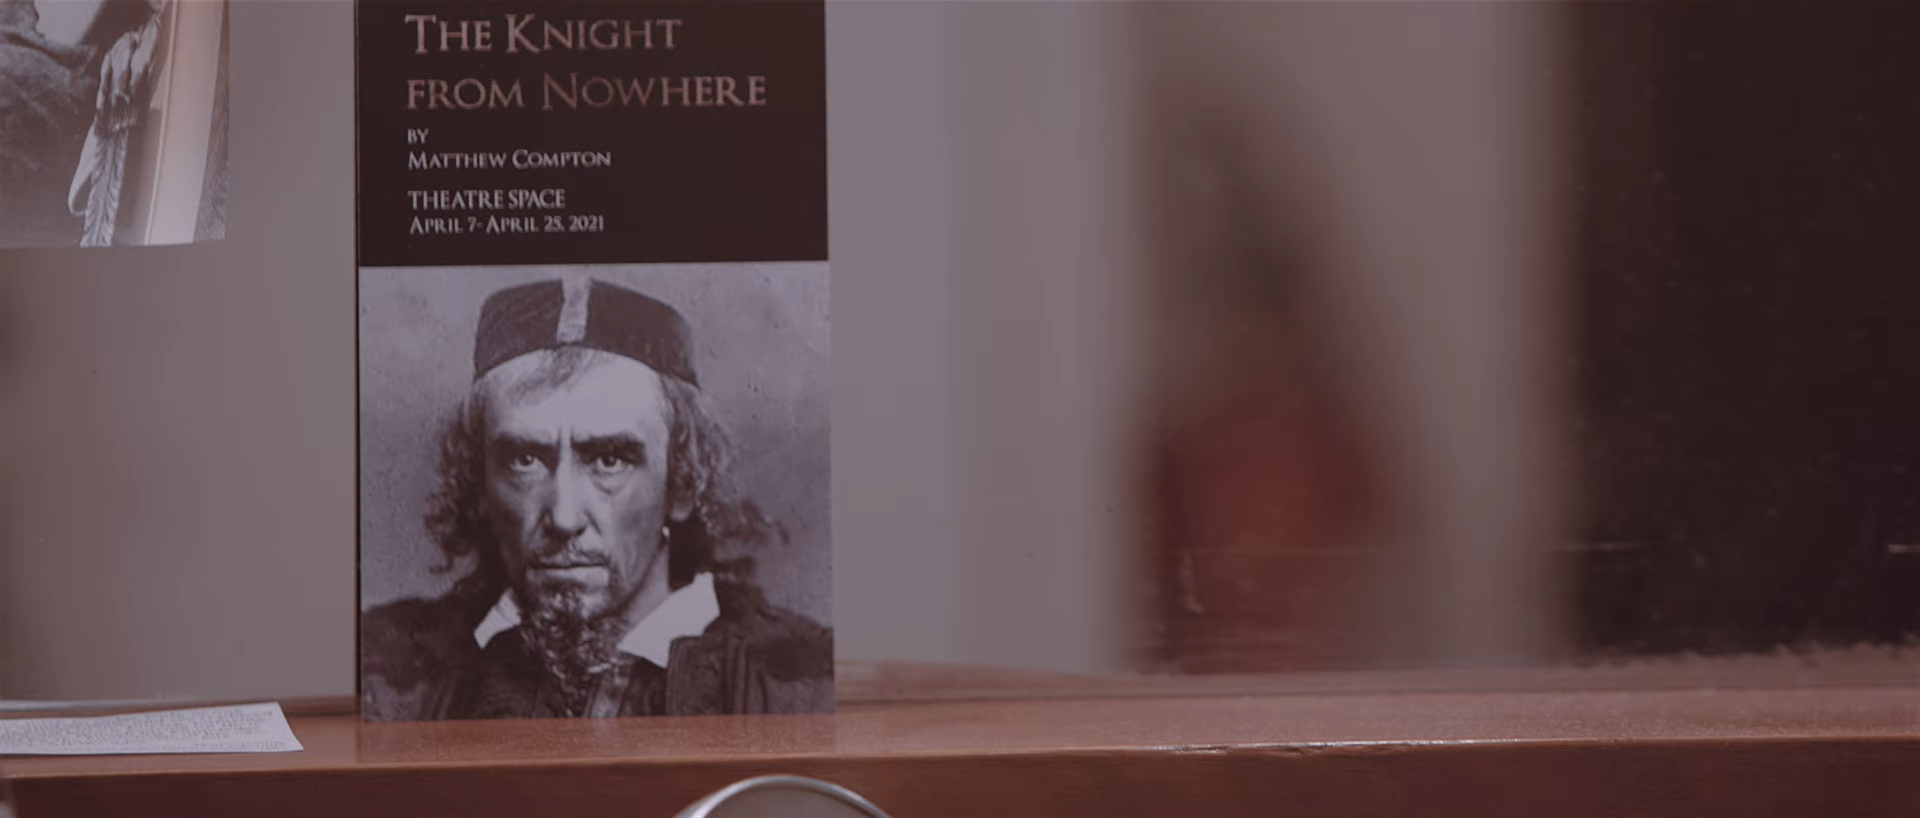 THE KNIGHT
FROM NOWHERE
BY
MATTHEW COMPTON
THEATRE SPACE
APRIL 7- APRIL 25, 2021